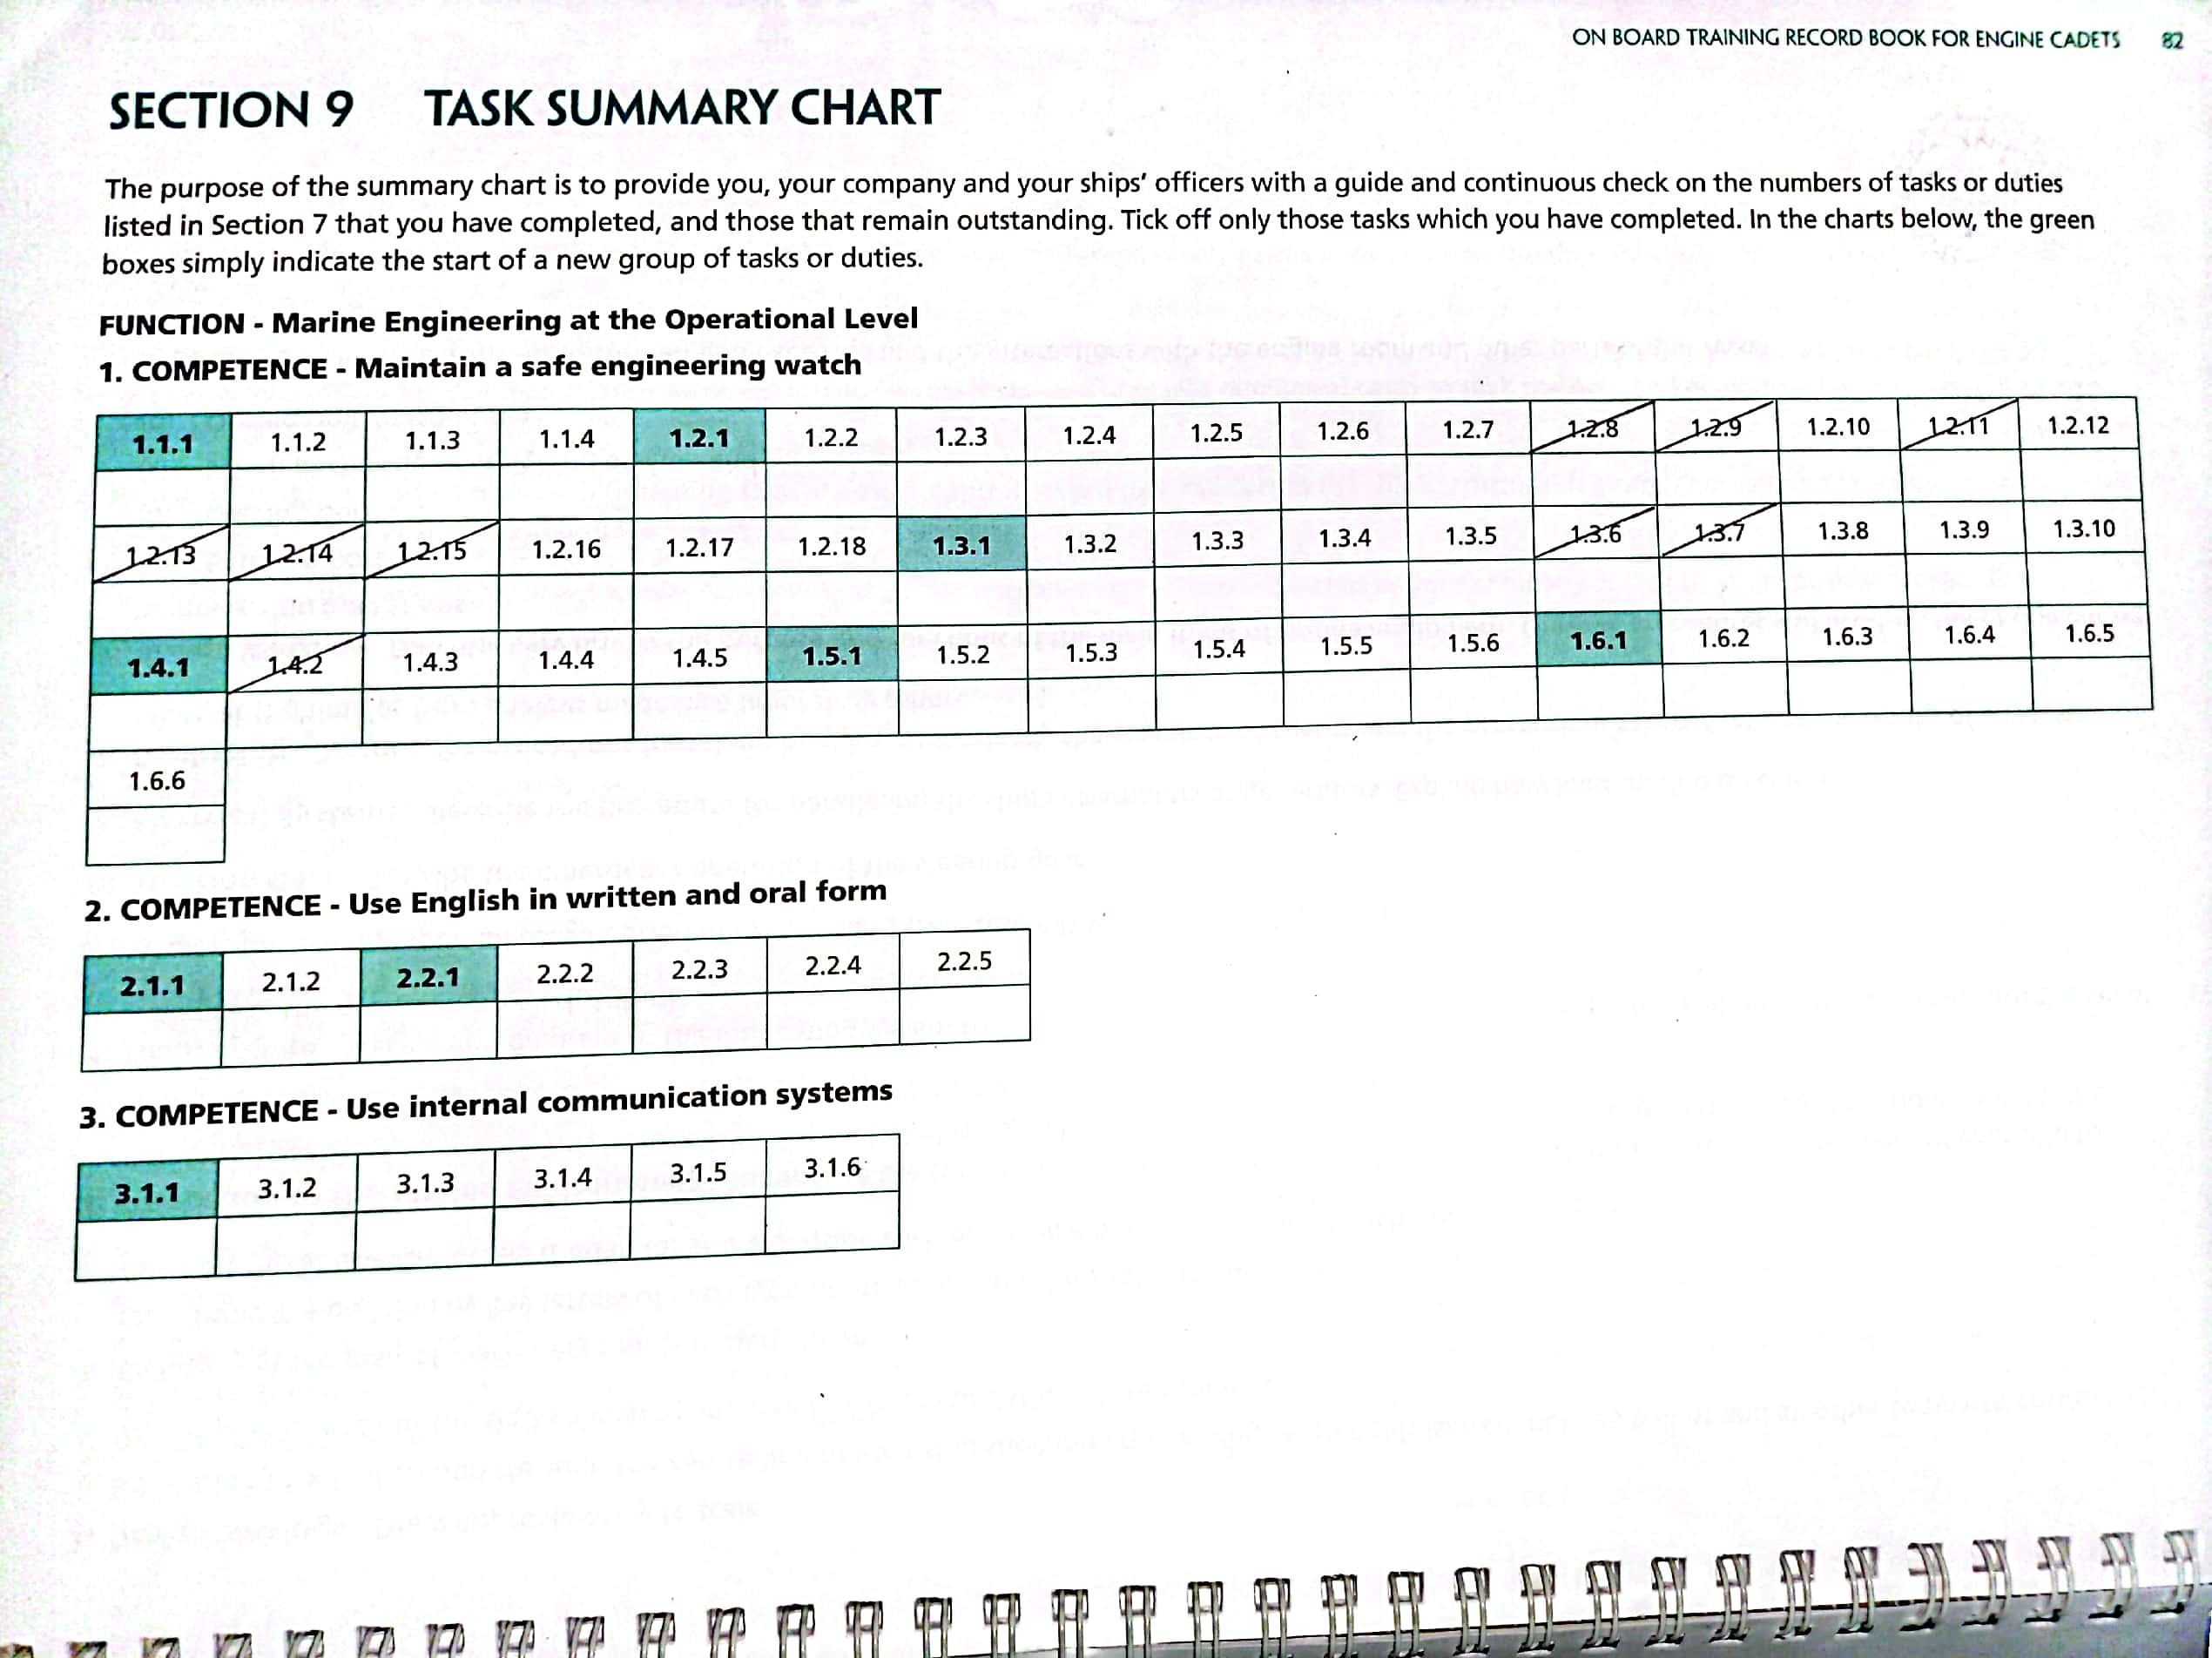 ON BOARD TRAINING RECORD BOOK FOR ENGINE CADETS 82
SECTION 9 TASK SUMMARY CHART
The purpose of the summary chart is to provide you, your company and your ships' officers with a guide and continuous check on the numbers of tasks or duties
listed in Section 7 that you have completed, and those that remain outstanding. Tick off only those tasks which you have completed. In the charts below, the green
boxes simply indicate the start of a new group of tasks or duties.
FUNCTION - Marine Engineering at the Operational Level
1. COMPETENCE - Maintain a safe engineering watch
1.1.1 1.1.2 1.1.3 1.1.4 1.2.1 1.2.2 1.2.3 1.2.4 1.2.5 1.2.6 1.2.7 1.2.8 1.2.9 1.2.10 1.2.11 1.2.12
1.2.13 1.2.14 1.2.15 1.2.16 1.2.17 1.2.18 1.3.1 1.3.2 1.3.3 1.3.4 1.3.5 1.3.6 1.3.7 1.3.8 1.3.9 1.3.10
1.4.1 1.4.2 1.4.3 1.4.4 1.4.5 1.5.1 1.5.2 1.5.3 1.5.4 1.5.5 1.5.6 1.6.1 1.6.2 1.6.3 1.6.4 1.6.5
1.6.6
2. COMPETENCE - Use English in written and oral form
2.1.1 2.1.2 2.2.1 2.2.2 2.2.3 2.2.4 2.2.5
3. COMPETENCE - Use internal communication systems
3.1.1 3.1.2 3.1.3 3.1.4 3.1.5 3.1.6